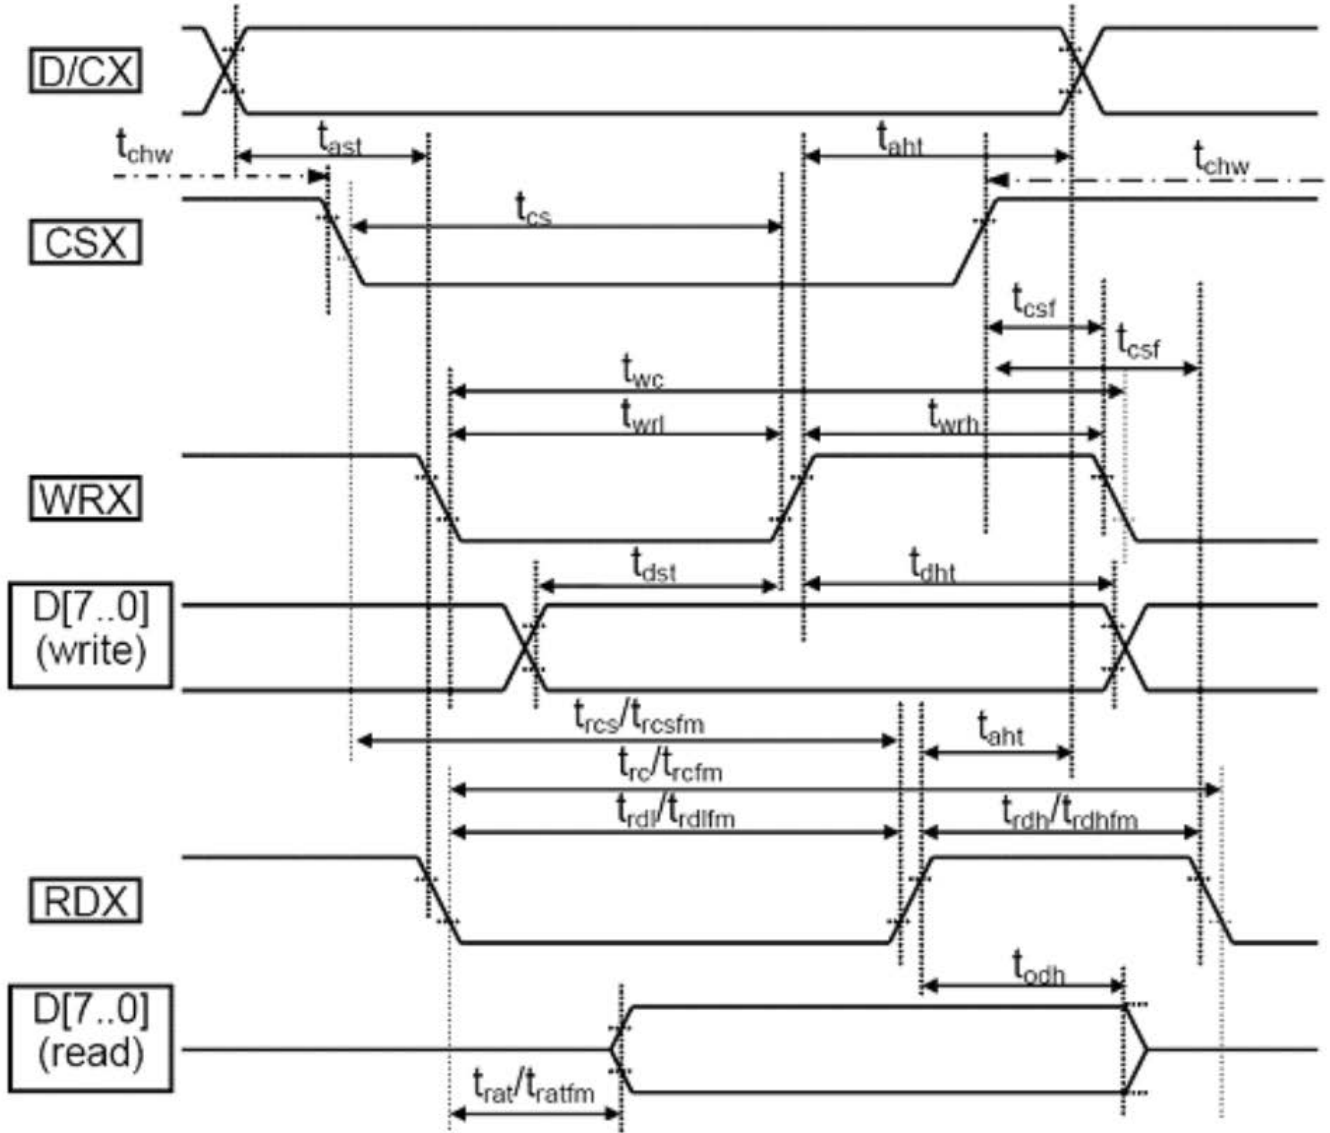 D/CX
tchw
tast
taht
tchw
tcs
CSX
tcsf
tcsf
twc
twrl
twrh
WRX
tdst
tdht
D[7..0]
(write)
trcs/trcsfm
taht
trc/trcfm
trdl/trdlfm
trdh/trdhfm
RDX
todh
D[7..0]
(read)
trat/tratfm